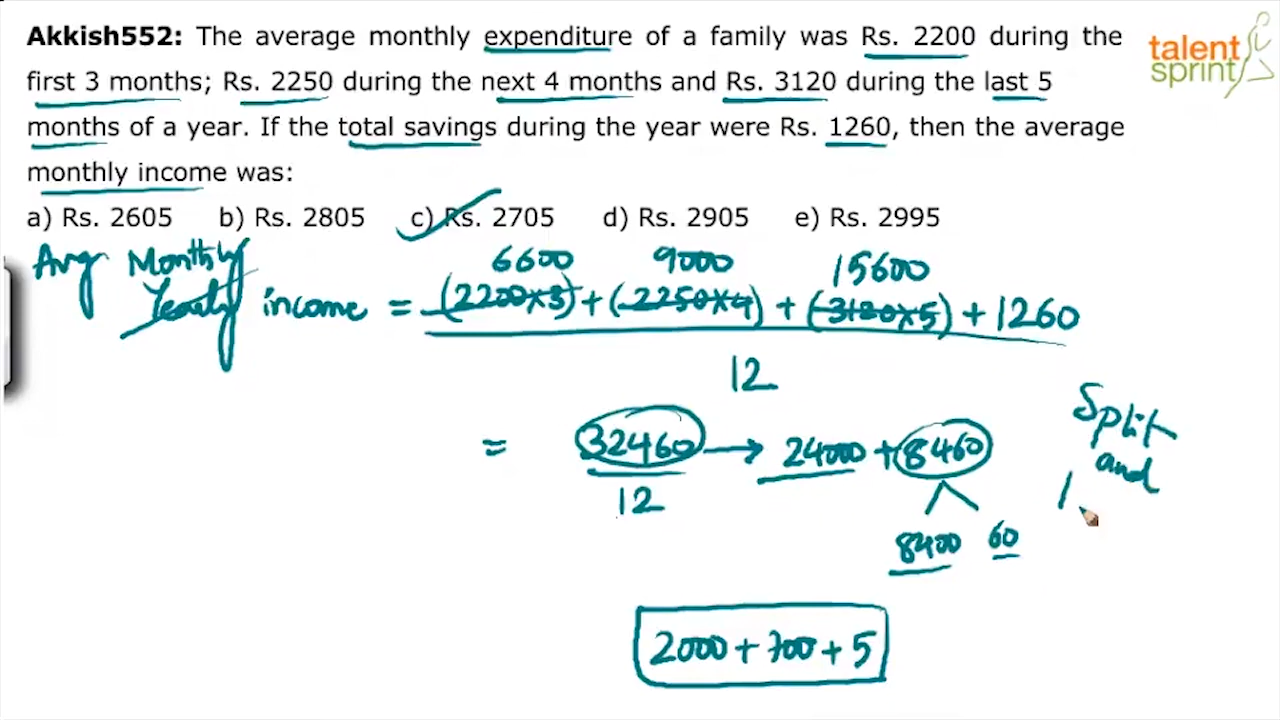 Akkish552: The average monthly expenditure of a family was Rs. 2200 during the
first 3 months; Rs. 2250 during the next 4 months and Rs. 3120 during the last 5
months of a year. If the total savings during the year were Rs. 1260, then the average
monthly income was:
talent
sprint
a) Rs. 2605 b) Rs. 2805 c) Rs. 2705 d) Rs. 2905 e) Rs. 2995
Avg Monthly 6600 9000 15600
Yearly income = (2200×3) + (2250×4) + (3120×5) + 1260
12
= 32460 → 24000 + 8460
12
8400 60
Split
and
2000 + 700 + 5